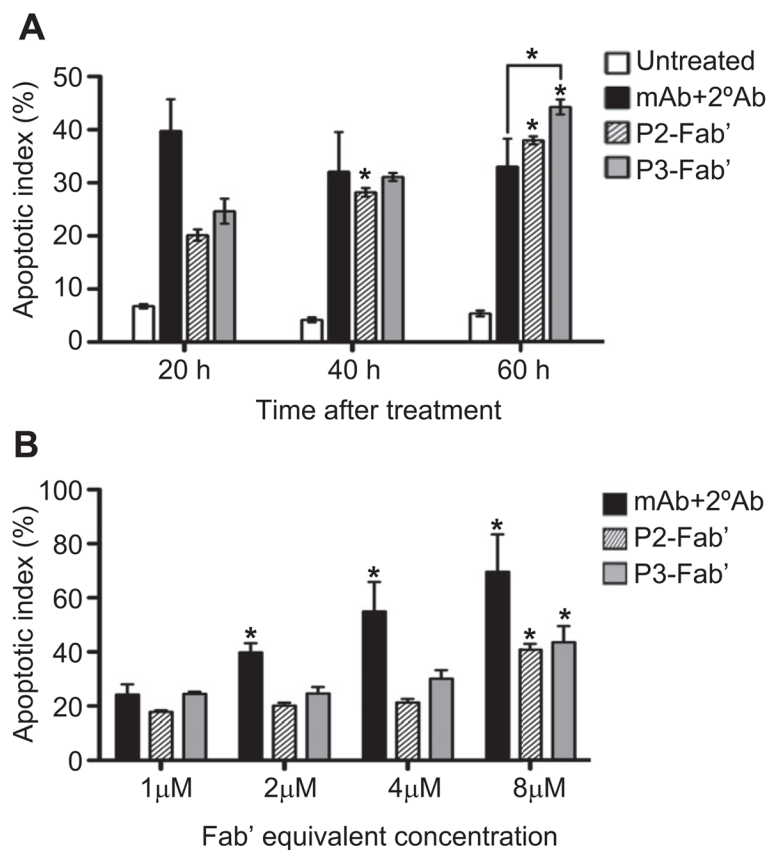 A
Apoptotic index (%)
50
40
30
20
10
0
*
*
*
*
Untreated
mAb+2ºAb
P2-Fab’
P3-Fab’
20 h
40 h
60 h
Time after treatment
B
Apoptotic index (%)
100
80
60
40
20
0
*
*
*
*
*
mAb+2ºAb
P2-Fab’
P3-Fab’
1μM
2μM
4μM
8μM
Fab’ equivalent concentration